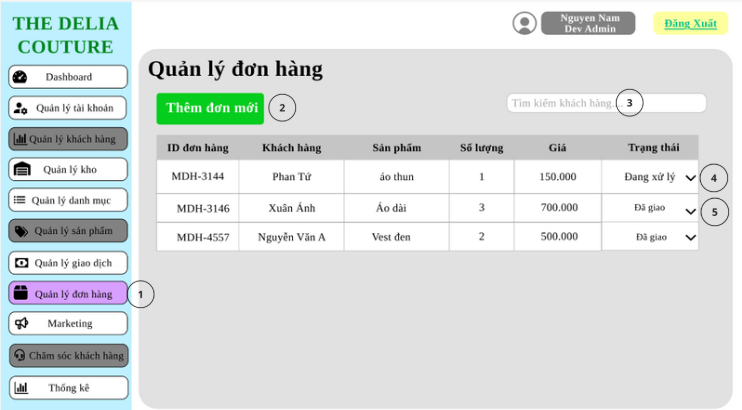 THE DELIA
COUTURE
Nguyen Nam
Dev Admin
Đăng Xuất
Dashboard
Quản lý tài khoản
Quản lý khách hàng
Quản lý kho
Quản lý danh mục
Quản lý sản phẩm
Quản lý giao dịch
Quản lý đơn hàng
1
Marketing
Chăm sóc khách hàng
Thống kê
Quản lý đơn hàng
Thêm đơn mới
2
Tìm kiếm khách hàng...
3
ID đơn hàng Khách hàng Sản phẩm Số lượng Giá Trạng thái
MDH-3144 Phan Tứ áo thun 1 150.000 Đang xử lý
4
MDH-3146 Xuân Ánh Áo dài 3 700.000 Đã giao
5
MDH-4557 Nguyễn Văn A Vest đen 2 500.000 Đã giao